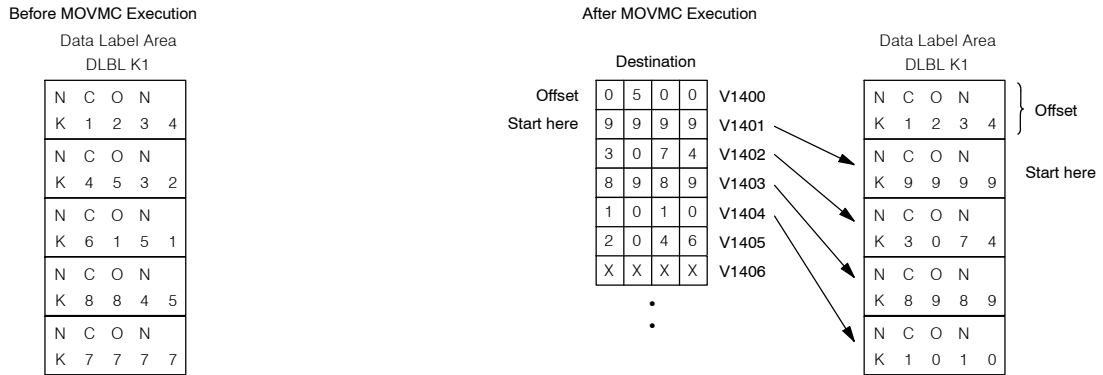 Before MOVMC Execution
Data Label Area
DLBL K1
N C O N
K 1 2 3 4
N C O N
K 4 5 3 2
N C O N
K 6 1 5 1
N C O N
K 8 8 4 5
N C O N
K 7 7 7 7
After MOVMC Execution
Destination
Offset 0 5 0 0 V1400
Start here 9 9 9 9 V1401
3 0 7 4 V1402
8 9 8 9 V1403
1 0 1 0 V1404
2 0 4 6 V1405
X X X X V1406
Data Label Area
DLBL K1
N C O N
K 1 2 3 4
Offset
N C O N
K 9 9 9 9
Start here
N C O N
K 3 0 7 4
N C O N
K 8 9 8 9
N C O N
K 1 0 1 0